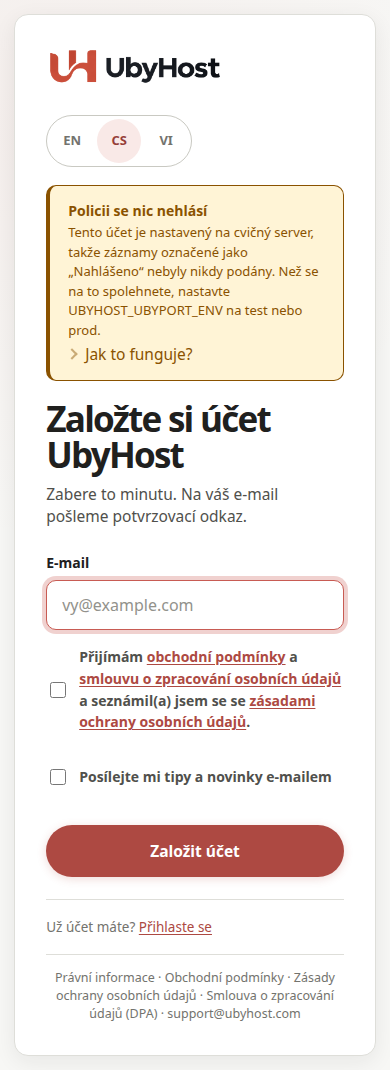 UbyHost
EN CS VI
Policii se nic nehlásí
Tento účet je nastavený na cvičný server,
takže záznamy označené jako
„Nahlášeno“ nebyly nikdy podány. Než se
na to spolehnete, nastavte
UBYHOST_UBYPORT_ENV na test nebo
prod.
Jak to funguje?
Založte si účet
UbyHost
Zabere to minutu. Na váš e-mail
pošleme potvrzovací odkaz.
E-mail
vy@example.com
Přijímám obchodní podmínky a
smlouvu o zpracování osobních údajů
a seznámil(a) jsem se se zásadami
ochrany osobních údajů.
Posílejte mi tipy a novinky e-mailem
Založit účet
Už účet máte? Přihlaste se
Právní informace · Obchodní podmínky · Zásady
ochrany osobních údajů · Smlouva o zpracování
údajů (DPA) · support@ubyhost.com